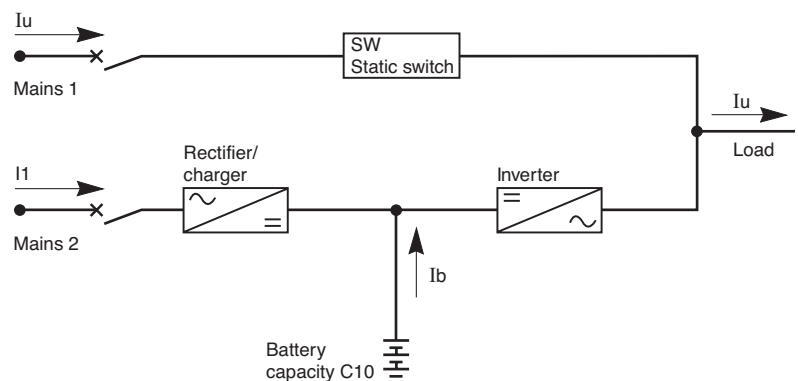 Iu
Mains 1
SW
Static switch
Iu
Load
I1
Mains 2
Rectifier/
charger
Inverter
Ib
Battery
capacity C10